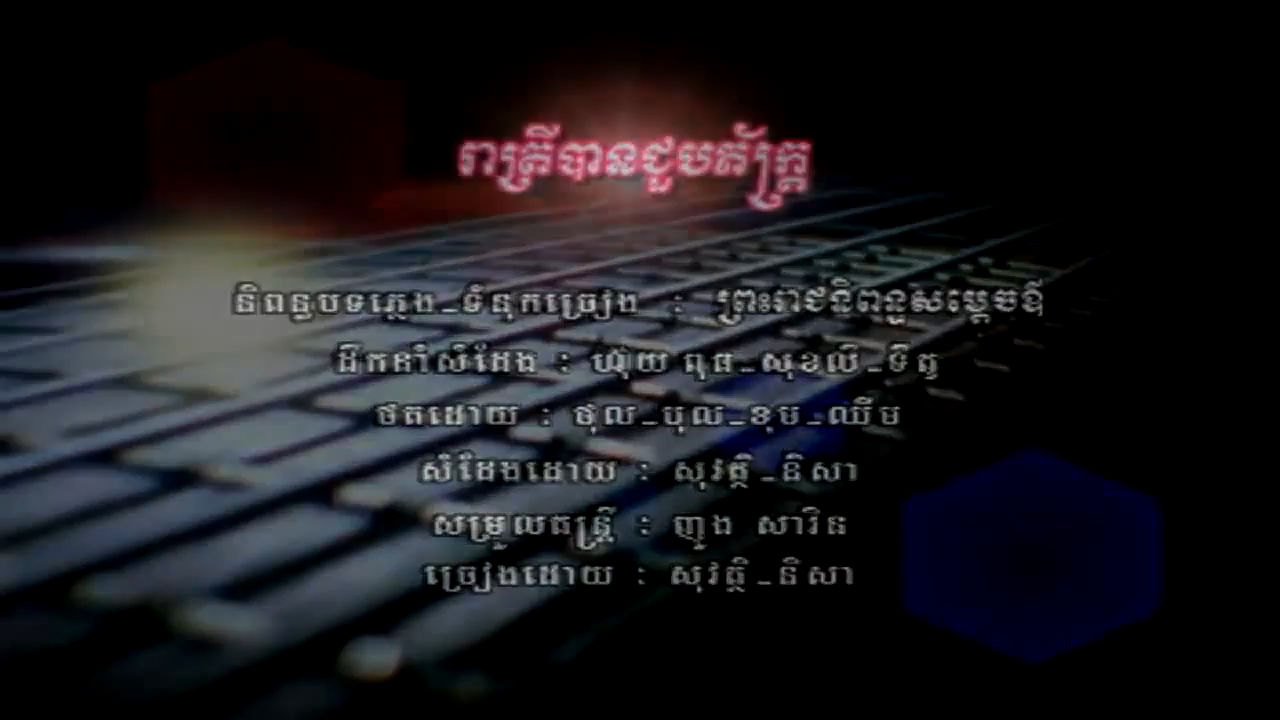 រាត្រីបានជួបភ័ក្ត្រ
និពន្ធបទភ្លេង_ទំនុកច្រៀង : ព្រះរាជនិពន្ធសម្តេចឪ
ដឹកនាំសំដែង : ហ៊ុយ ពុធ_សុខលី_ទិត្យ
ថតដោយ : ថុល_បុល_ខុម_ឈឹម
សំដែងដោយ : សុវត្ថិ_និសា
សម្រួលតន្ត្រី : ញូង សារិន
ច្រៀងដោយ : សុវត្ថិ_និសា